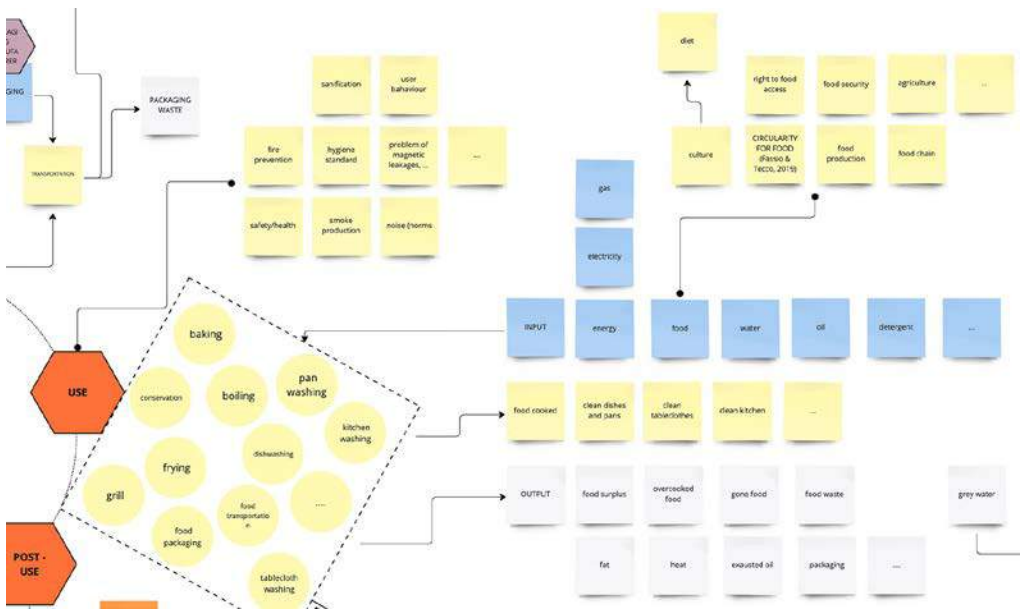 GING
TRANSPORTATION
PACKAGING
WASTE
sanification
user
bahaviour
fire
prevention
hygiene
standard
problem of
magnetic
leakages, ...
....
safety/health
smoke
production
noise (norms
diet
culture
right to food
access
food security
agriculture
...
CIRCULARITY
FOR FOOD
(Fassio &
Tecco, 2019)
food
production
food chain
gas
electricity
INPUT
energy
food
water
oil
detergent
...
USE
baking
conservation
boiling
pan
washing
kitchen
washing
dishwashing
frying
grill
food
transportatio
n
....
food
packaging
tablecloth
washing
food cooked
clean dishes
and pans
clean
tableclothes
clean kitchen
...
OUTPUT
food surplus
overcooked
food
gone food
food waste
grey water
fat
heat
exausted oil
packaging
....
POST -
USE